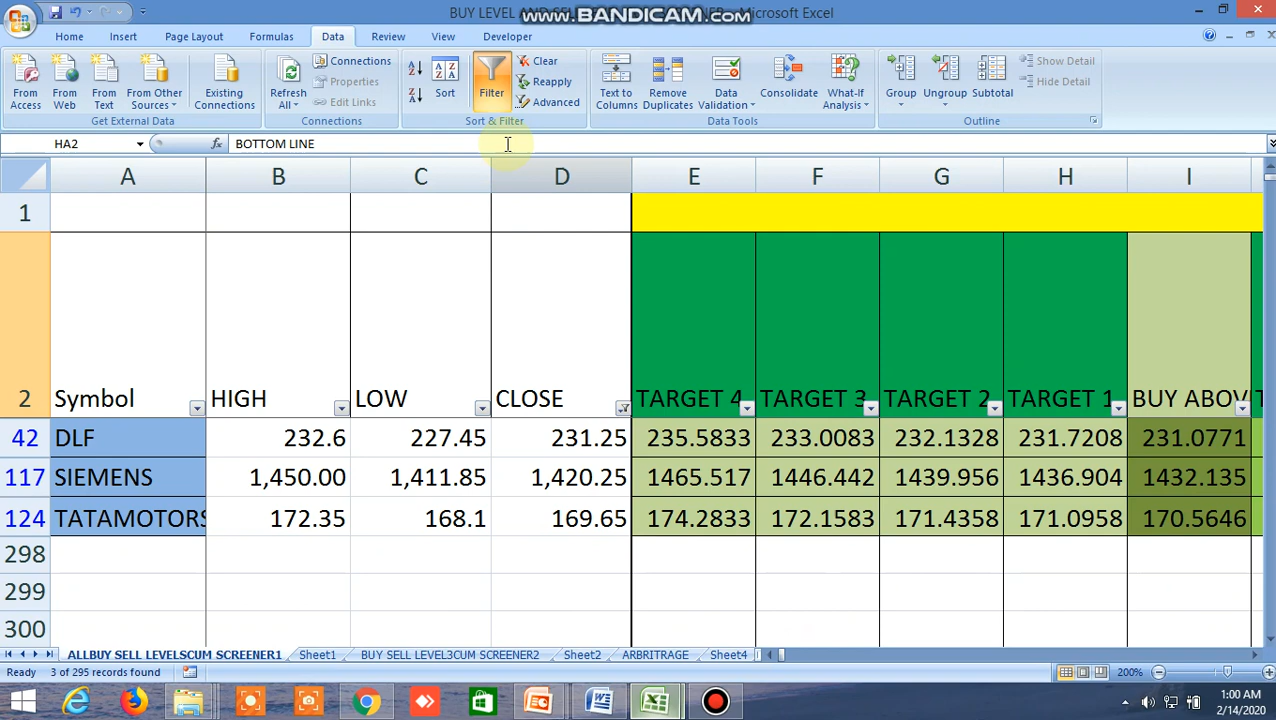 BUY LEVEL AND SE
www.BANDICAM.com
NER - Microsoft Excel
Home Insert Page Layout Formulas Data Review View Developer
From Access
From Web
From Text
From Other Sources
Existing Connections
Get External Data
Refresh All
Connections
Properties
Edit Links
Connections
Sort
Filter
Clear
Reapply
Advanced
Sort & Filter
Text to Columns
Remove Duplicates
Data Validation
Consolidate
What-If Analysis
Data Tools
Group
Ungroup
Subtotal
Show Detail
Hide Detail
Outline
HA2 fx BOTTOM LINE
A B C D E F G H I
1
2 Symbol HIGH LOW CLOSE TARGET 4 TARGET 3 TARGET 2 TARGET 1 BUY ABOV T
42 DLF 232.6 227.45 231.25 235.5833 233.0083 232.1328 231.7208 231.0771
117 SIEMENS 1,450.00 1,411.85 1,420.25 1465.517 1446.442 1439.956 1436.904 1432.135
124 TATAMOTORS 172.35 168.1 169.65 174.2833 172.1583 171.4358 171.0958 170.5646
298
299
300
ALLBUY SELL LEVELSCUM SCREENER1 Sheet1 BUY SELL LEVEL3CUM SCREENER2 Sheet2 ARBRITRAGE Sheet4
Ready 3 of 295 records found 200%
1:00 AM
2/14/2020